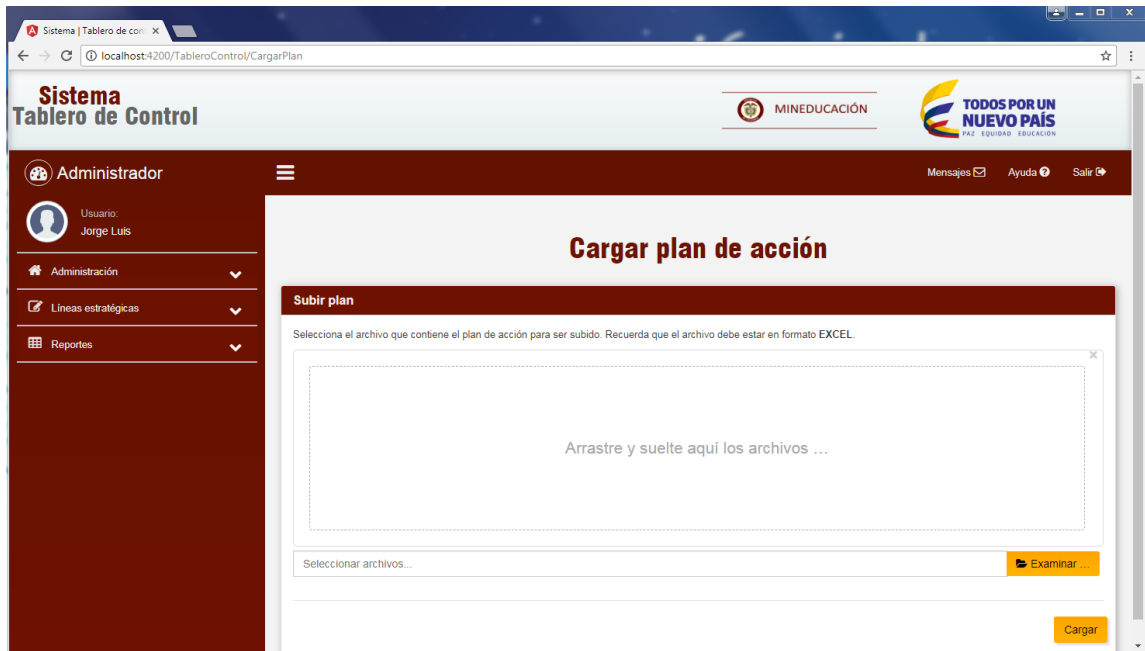 Sistema | Tablero de con
localhost:4200/TableroControl/CargarPlan
Sistema
Tablero de Control
MINEDUCACIÓN
TODOS POR UN
NUEVO PAÍS
PAZ EQUIDAD EDUCACIÓN
Administrador
Mensajes Ayuda Salir
Usuario:
Jorge Luis
Administración
Líneas estratégicas
Reportes
Cargar plan de acción
Subir plan
Selecciona el archivo que contiene el plan de acción para ser subido. Recuerda que el archivo debe estar en formato EXCEL.
Arrastre y suelte aquí los archivos …
Seleccionar archivos...
Examinar …
Cargar